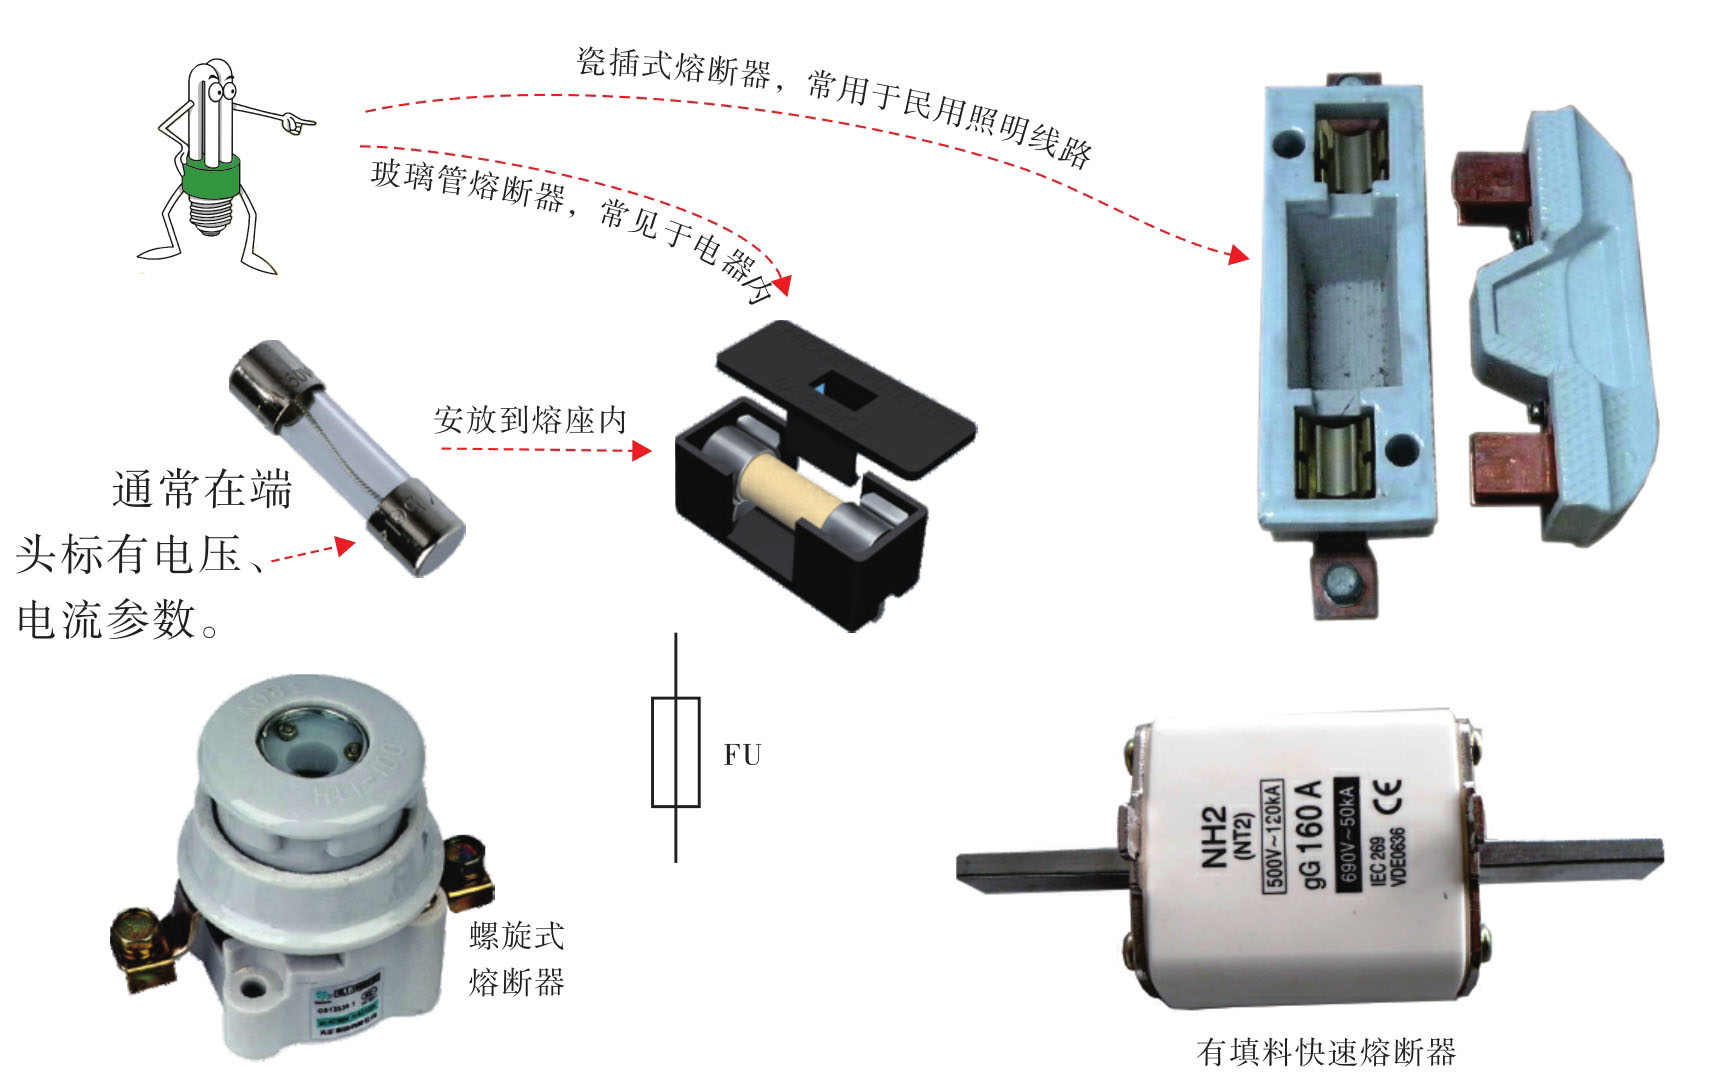 瓷插式熔断器，常用于民用照明线路
玻璃管熔断器，常见于电器内
安放到熔座内
通常在端
头标有电压、
电流参数。
FU
螺旋式
熔断器
NH2
(NT2)
500V~120kA
gG 160A
690V~50kA
IEC 269
VDE0636
CE
有填料快速熔断器